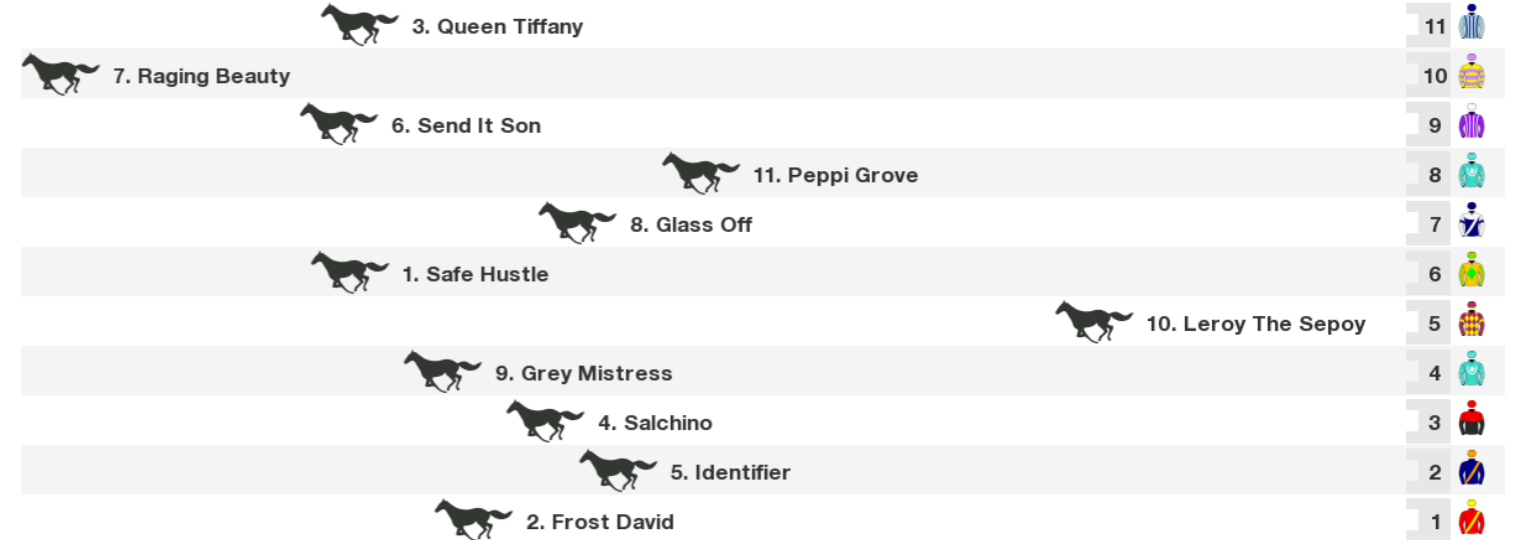 3. Queen Tiffany 11
7. Raging Beauty 10
6. Send It Son 9
11. Peppi Grove 8
8. Glass Off 7
1. Safe Hustle 6
10. Leroy The Sepoy 5
9. Grey Mistress 4
4. Salchino 3
5. Identifier 2
2. Frost David 1